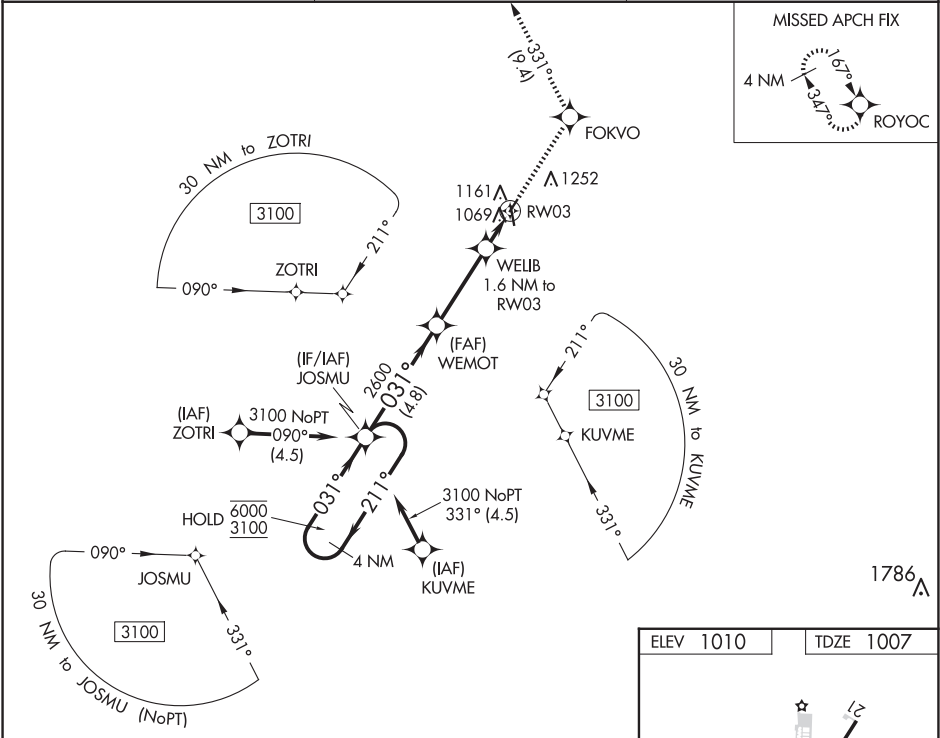 MISSED APCH FIX
4 NM
167°
347°
ROYOC
331°
(9.4)
FOKVO
30 NM to ZOTRI
3100
211°
090°
ZOTRI
1161
1252
1069
RW03
WELIB
1.6 NM to
RW03
(FAF)
WEMOT
(IF/IAF)
JOSMU
2600
031°
(4.8)
(IAF)
ZOTRI
3100 NoPT
090°
(4.5)
031°
211°
HOLD
6000
3100
4 NM
3100 NoPT
331° (4.5)
(IAF)
KUVME
211°
3100
KUVME
30 NM to KUVME
331°
090°
JOSMU
3100
331°
30 NM to JOSMU (NoPT)
1786
ELEV 1010
TDZE 1007
21